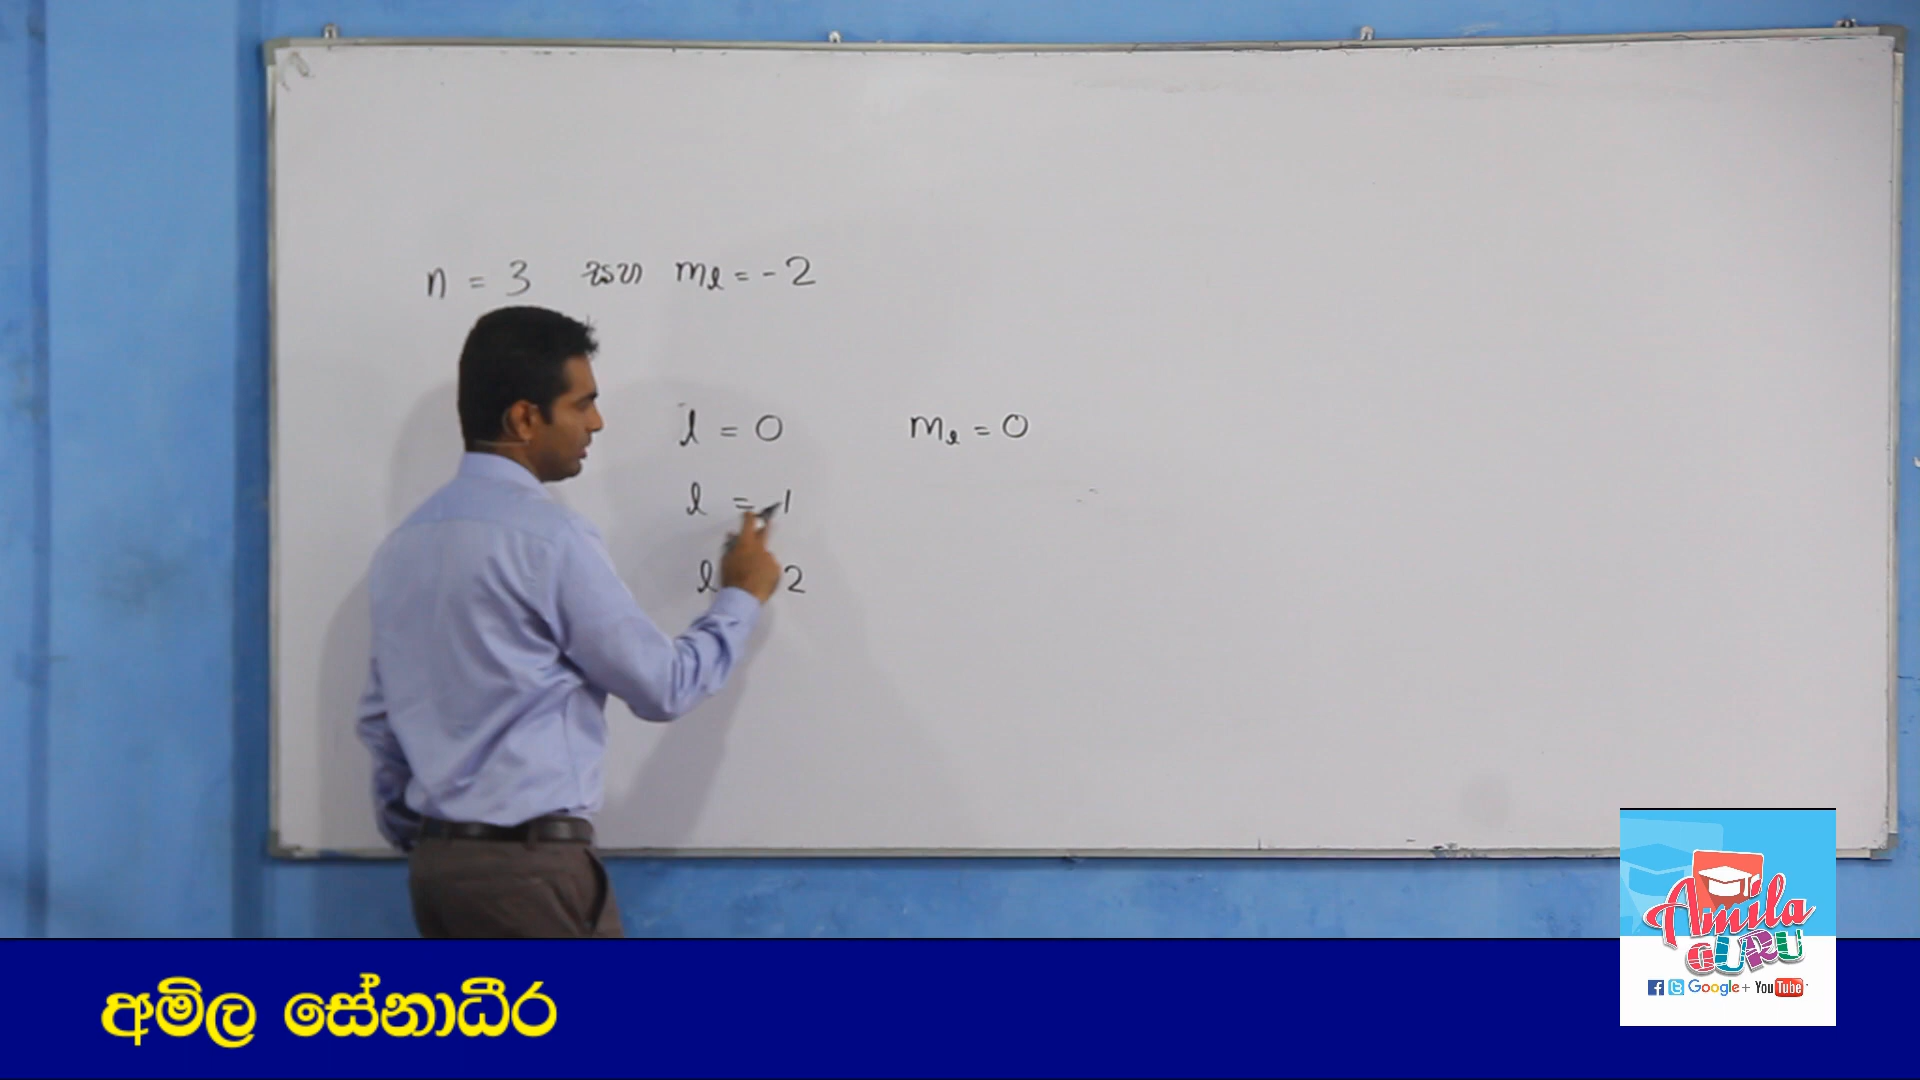 n = 3 සහ mₗ = -2
l = 0 mₗ = 0
l = 1
l 2
අමිල සේනාධීර
Amila
GURU
Google+ YouTube